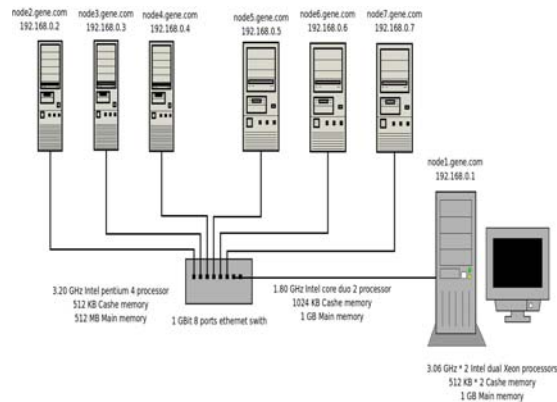 node2.gene.com
192.168.0.2
node3.gene.com
192.168.0.3
node4.gene.com
192.168.0.4
node5.gene.com
192.168.0.5
node6.gene.com
192.168.0.6
node7.gene.com
192.168.0.7
node1.gene.com
192.168.0.1
3.20 GHz Intel pentium 4 processor
512 KB Cashe memory
512 MB Main memory
1 GBit 8 ports ethernet swith
1.80 GHz Intel core duo 2 processor
1024 KB Cashe memory
1 GB Main memory
3.06 GHz * 2 Intel dual Xeon processors
512 KB * 2 Cashe memory
1 GB Main memory